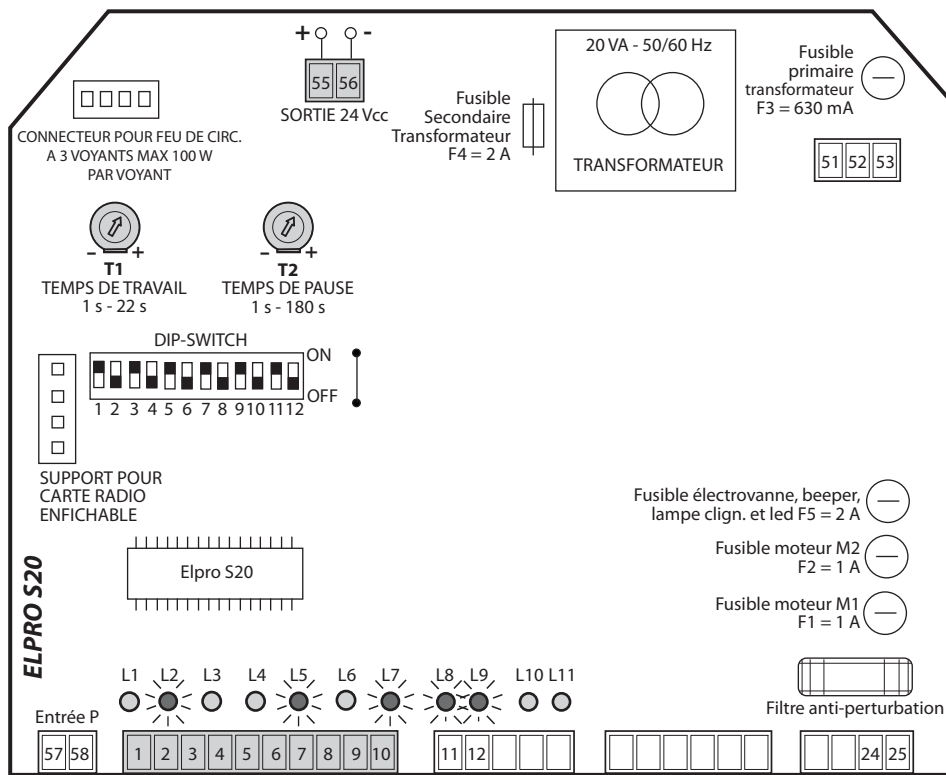 + -
55 56
SORTIE 24 Vcc
CONNECTEUR POUR FEU DE CIRC.
A 3 VOYANTS MAX 100 W
PAR VOYANT
Fusible
Secondaire
Transformateur
F4 = 2 A
20 VA - 50/60 Hz
TRANSFORMATEUR
Fusible
primaire
transformateur
F3 = 630 mA
51 52 53
- +
T1
TEMPS DE TRAVAIL
1 s - 22 s
- +
T2
TEMPS DE PAUSE
1 s - 180 s
DIP-SWITCH
ON
OFF
1 2 3 4 5 6 7 8 9 10 11 12
SUPPORT POUR
CARTE RADIO
ENFICHABLE
Elpro S20
ELPRO S20
Fusible électrovanne, beeper,
lampe clign. et led F5 = 2 A
Fusible moteur M2
F2 = 1 A
Fusible moteur M1
F1 = 1 A
L1 L2 L3 L4 L5 L6 L7 L8 L9 L10 L11
Filtre anti-perturbation
Entrée P
57 58
1 2 3 4 5 6 7 8 9 10
11 12
24 25